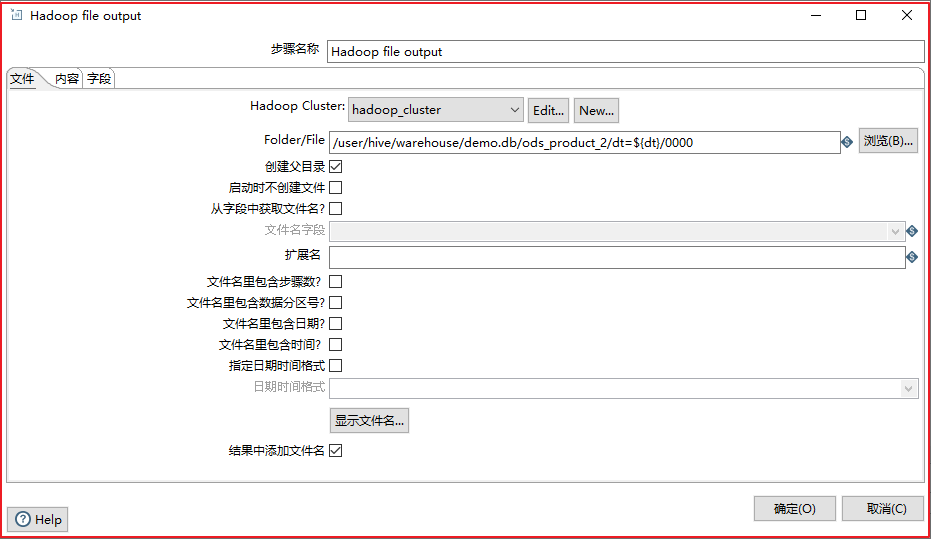 Hadoop file output
步骤名称 Hadoop file output
文件 内容 字段
Hadoop Cluster: hadoop_cluster Edit... New...
Folder/File /user/hive/warehouse/demo.db/ods_product_2/dt=${dt}/0000 浏览(B)...
创建父目录
启动时不创建文件
从字段中获取文件名?
文件名字段
扩展名
文件名里包含步骤数?
文件名里包含数据分区号?
文件名里包含日期?
文件名里包含时间?
指定日期时间格式
日期时间格式
显示文件名...
结果中添加文件名
Help 确定(O) 取消(C)